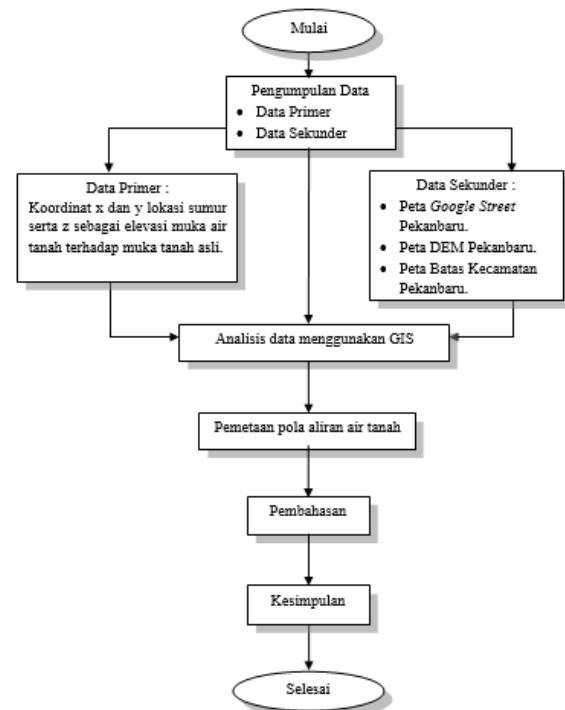 Mulai
Pengumpulan Data
• Data Primer
• Data Sekunder
Data Primer :
Koordinat x dan y lokasi sumur
serta z sebagai elevasi muka air
tanah terhadap muka tanah asli.
Data Sekunder :
• Peta Google Street
Pekanbaru.
• Peta DEM Pekanbaru.
• Peta Batas Kecamatan
Pekanbaru.
Analisis data menggunakan GIS
Pemetaan pola aliran air tanah
Pembahasan
Kesimpulan
Selesai